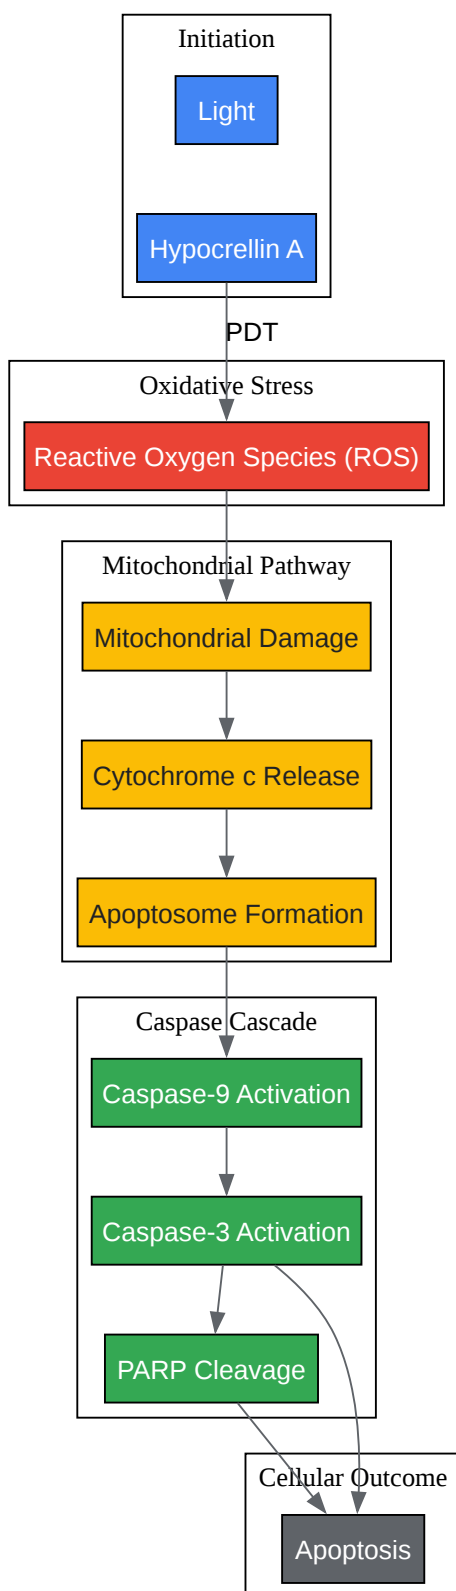 Initiation
Light
Hypocrellin A
PDT
Oxidative Stress
Reactive Oxygen Species (ROS)
Mitochondrial Pathway
Mitochondrial Damage
Cytochrome c Release
Apoptosome Formation
Caspase Cascade
Caspase-9 Activation
Caspase-3 Activation
PARP Cleavage
Cellular Outcome
Apoptosis